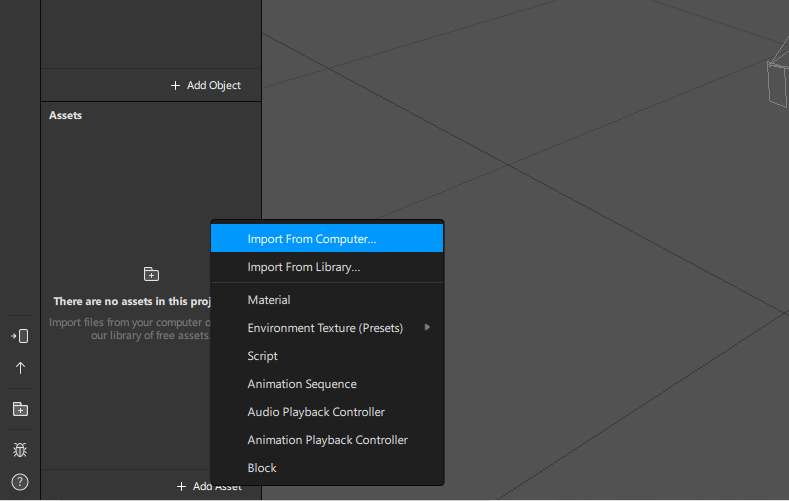 + Add Object
Assets
Import From Computer...
Import From Library...
There are no assets in this proj
Import files from your computer o
our library of free assets.
Material
Environment Texture (Presets)
Script
Animation Sequence
Audio Playback Controller
Animation Playback Controller
Block
+ Add Asset